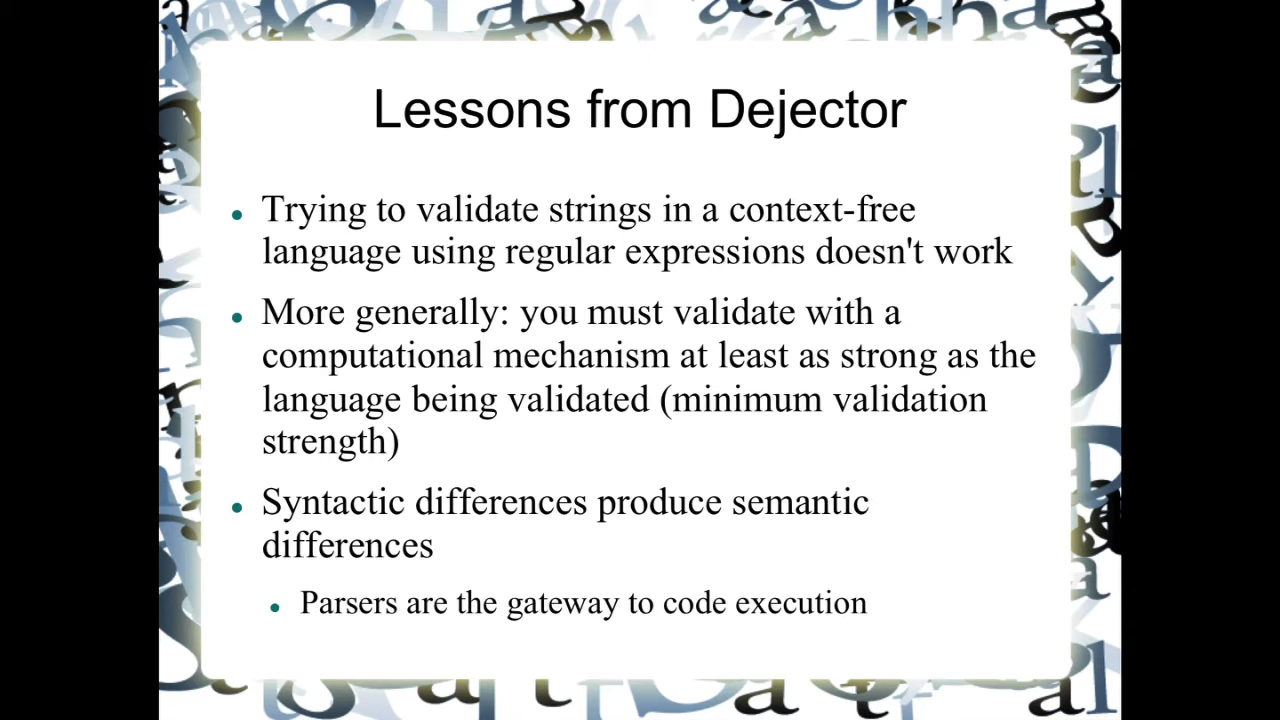 Lessons from Dejector
Trying to validate strings in a context-free
language using regular expressions doesn't work
More generally: you must validate with a
computational mechanism at least as strong as the
language being validated (minimum validation
strength)
Syntactic differences produce semantic
differences
Parsers are the gateway to code execution